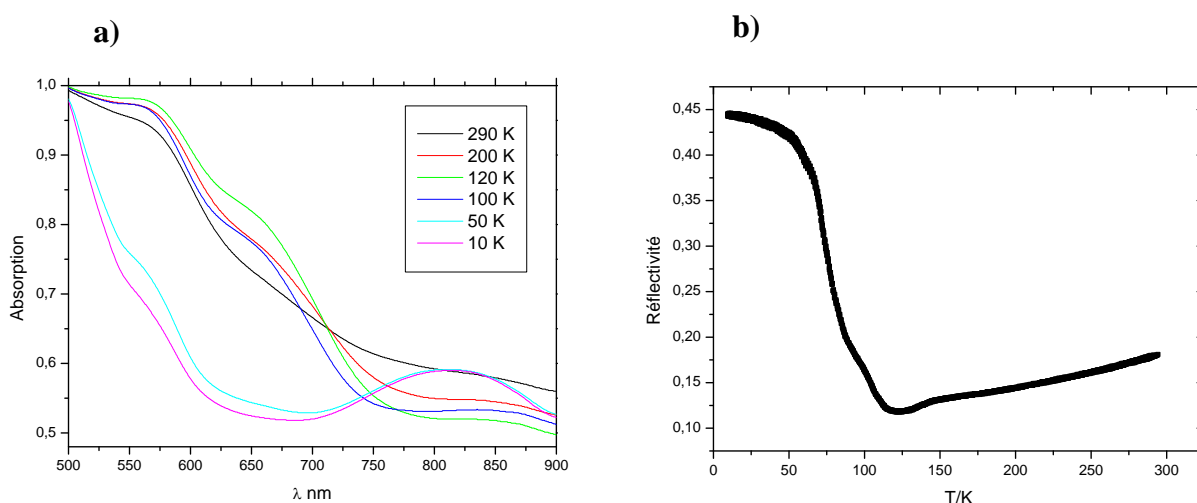 a)
1,0
0,9
0,8
0,7
0,6
0,5
Absorption
290 K
200 K
120 K
100 K
50 K
10 K
500 550 600 650 700 750 800 850 900
λ nm
b)
0,45
0,40
0,35
0,30
0,25
0,20
0,15
0,10
Réflectivité
0 50 100 150 200 250 300
T/K